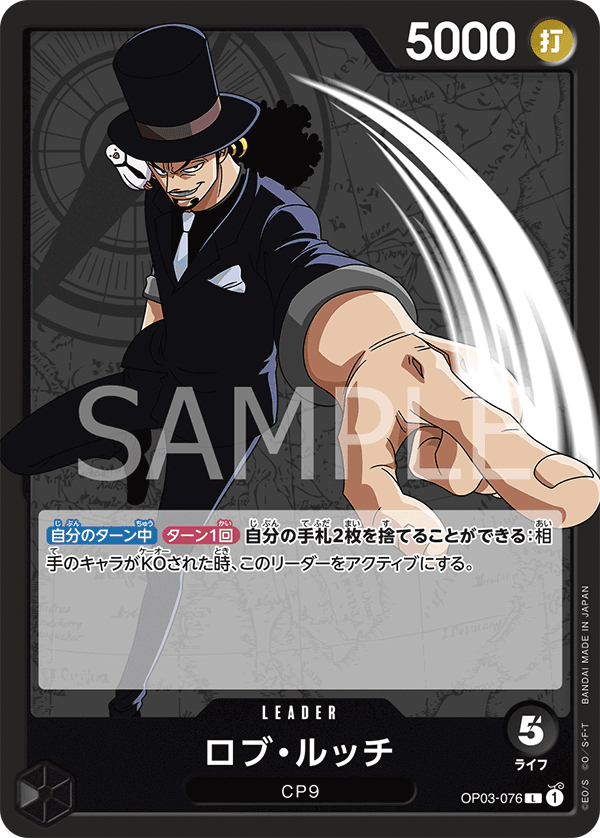 5000 打
SAMPLE
自分のターン中 ターン1回 自分の手札2枚を捨てることができる:相
手のキャラがKOされた時、このリーダーをアクティブにする。
LEADER
5
ロブ・ルッチ
ライフ
CP9
OP03-076 L 1
©E.O/S. ©O/S・F・T BANDAI MADE IN JAPAN